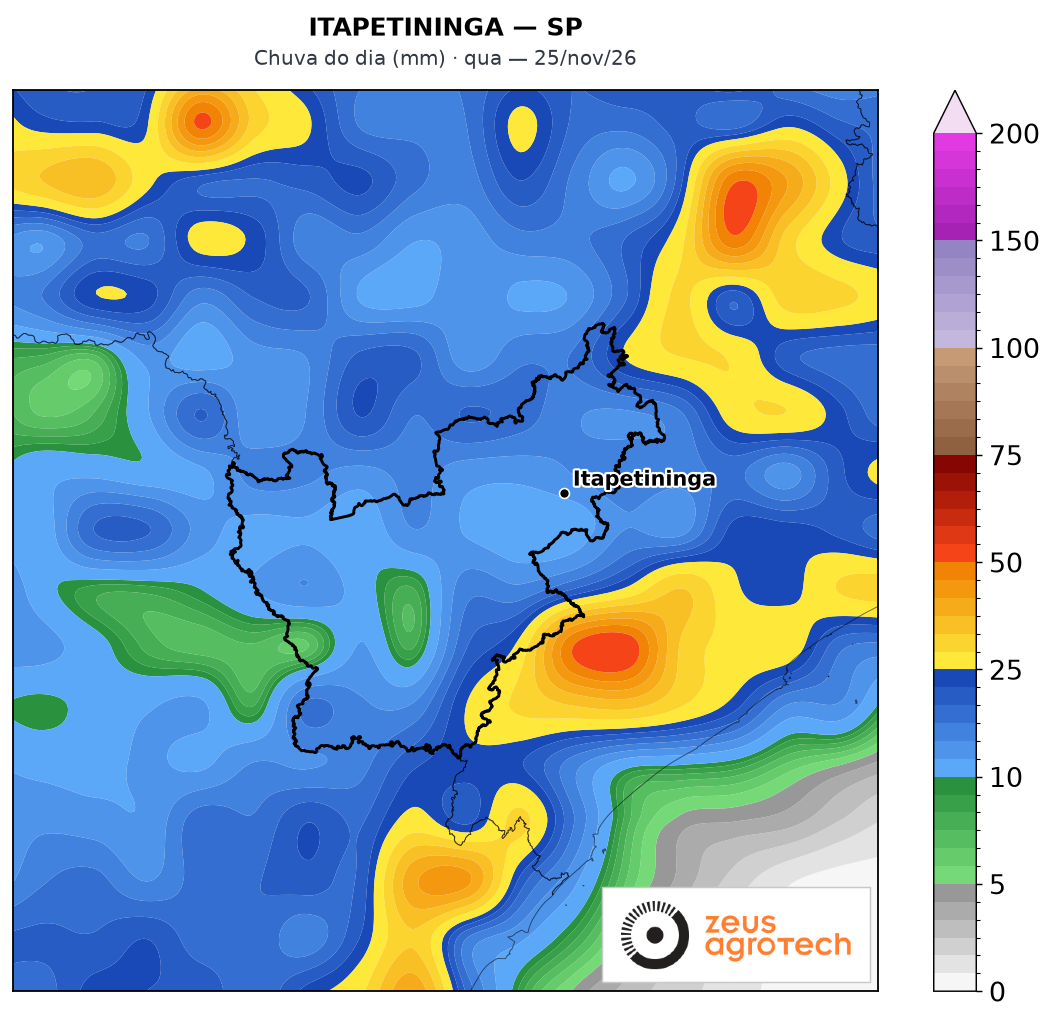 ITAPETININGA — SP
Chuva do dia (mm) · qua — 25/nov/26
200
150
100
75
50
25
10
5
0
Itapetininga
zeus
agrotech